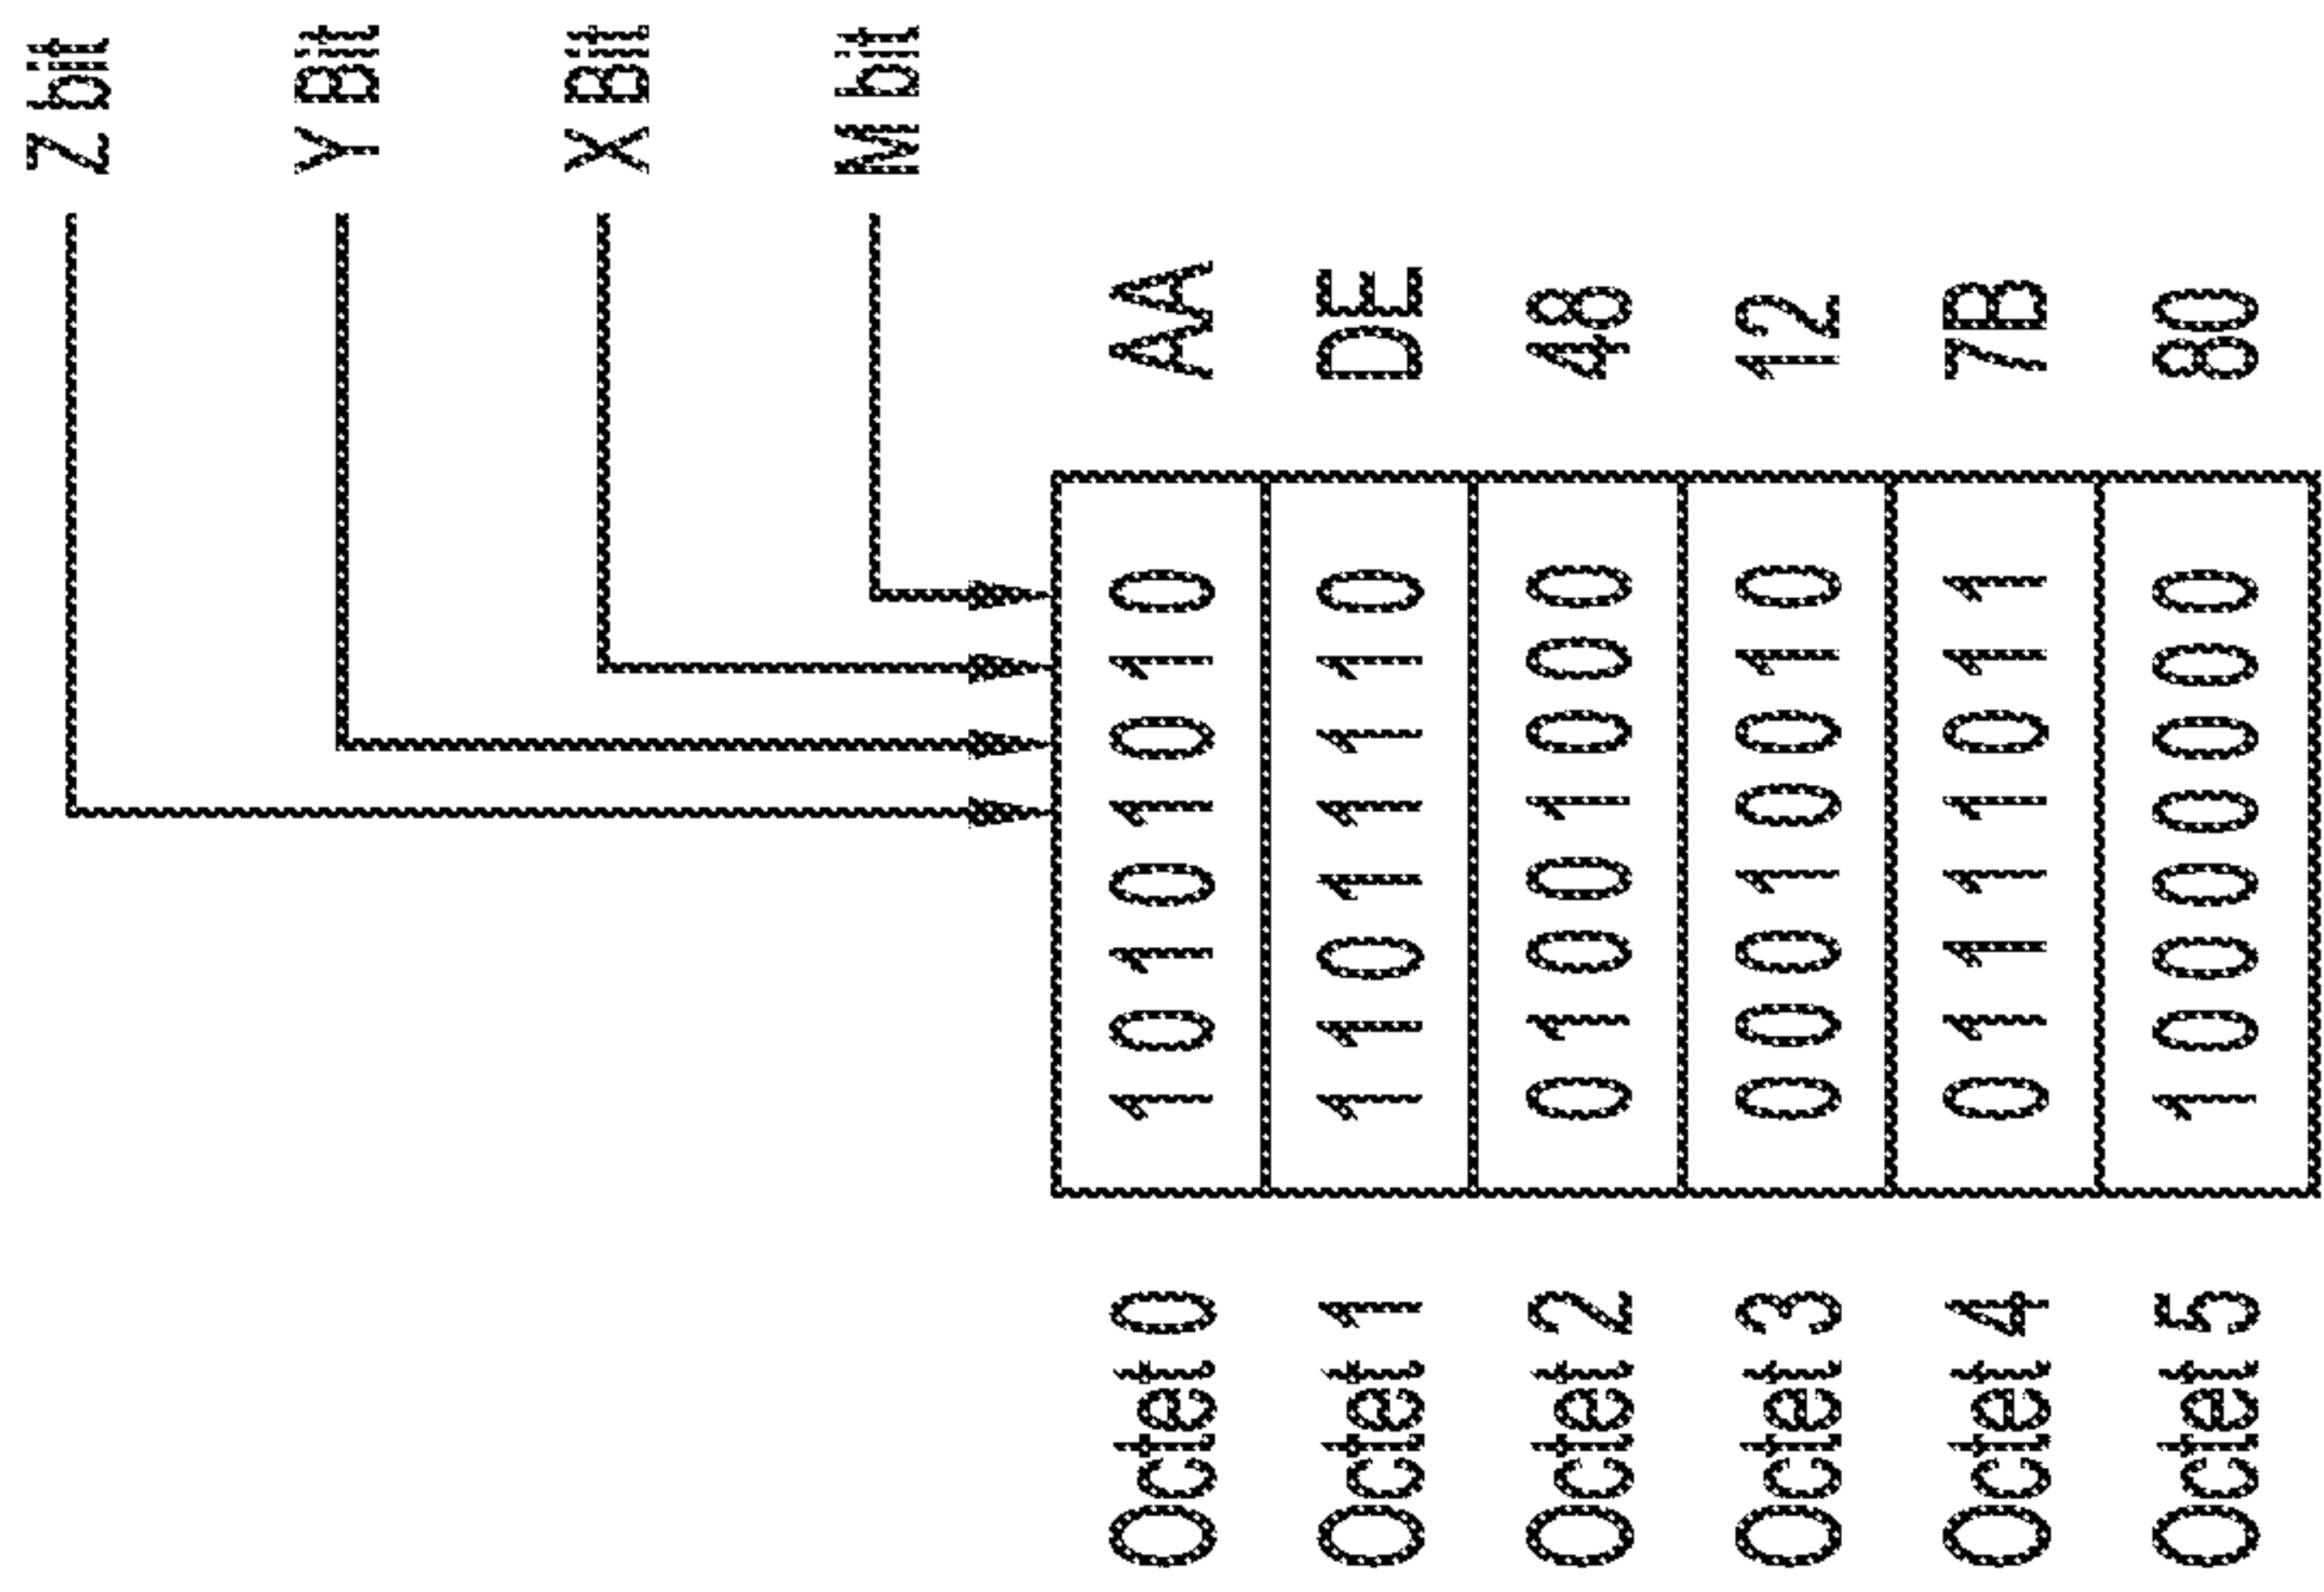 Z bit
Y Bit
X Bit
M bit
Octet 0 1 0 1 0 1 0 1 0 AA
Octet 1 1 1 0 1 1 1 1 0 DE
Octet 2 0 1 0 0 1 0 0 0 48
Octet 3 0 0 0 1 0 0 1 0 12
Octet 4 0 1 1 1 1 0 1 1 7B
Octet 5 1 0 0 0 0 0 0 0 80